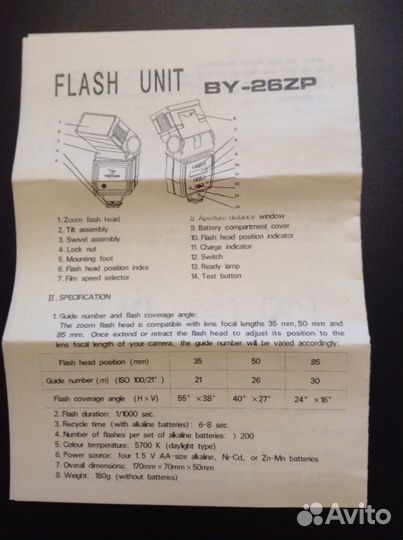 FLASH UNIT BY-26ZP
1. Zoom flash head
2. Tilt assembly
3. Swivel assembly
4. Lock nut
5. Mounting foot
6. Flash head position index
7. Film speed selector
8. Aperture distance window
9. Battery compartment cover
10. Flash head position indicator
11. Charge indicator
12. Switch
13. Ready lamp
14. Test button
II. SPECIFICATION
1. Guide number and flash coverage angle:
The zoom flash head is compatible with lens focal lengths 35 mm, 50 mm and
85 mm. Once extend or retract the flash head to adjust its position to the
lens focal length of your camera, the guide number will be varied accordingly:
Flash head position (mm) 35 50 85
Guide number (m) (ISO 100/21°) 21 26 30
Flash coverage angle (H×V) 55° ×38° 40° ×27° 24° ×16°
2. Flash duration: 1/1000 sec.
3. Recycle time (with alkaline batteries): 6-8 sec.
4. Number of flashes per set of alkaline batteries: 〉200
5. Colour temperature: 5700 K (daylight type)
6. Power source: four 1.5 V AA-size alkaline, Ni-Cd, or Zn-Mn batteries
7. Overall dimensions: 170mm×70mm×50mm
8. Weight: 180g (without batteries)
Avito